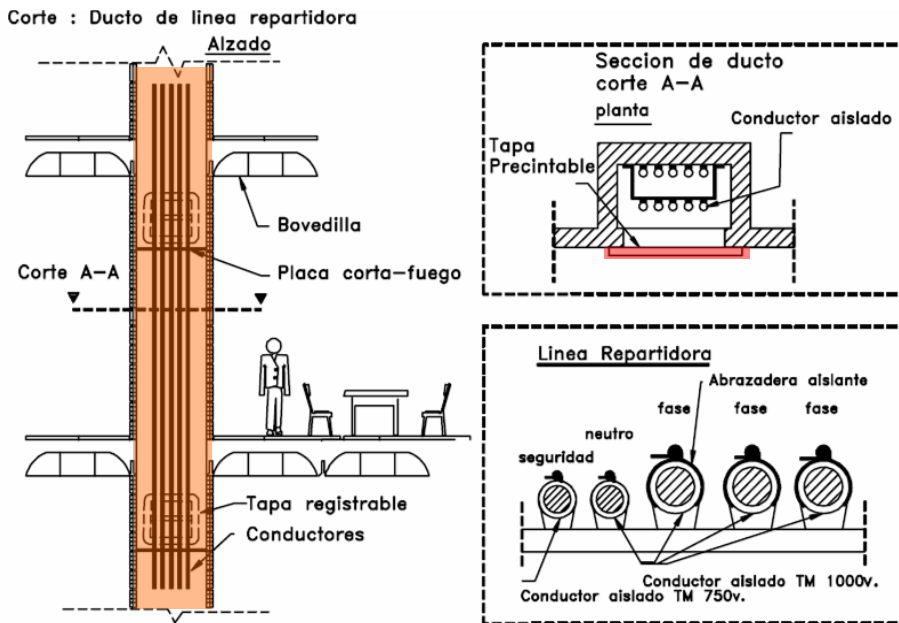 Corte : Ducto de linea repartidora
Alzado
Bovedilla
Corte A-A
Placa corta-fuego
Tapa registrable
Conductores
Seccion de ducto
corte A-A
planta
Conductor aislado
Tapa
Precintable
Linea Repartidora
Abrazadera aislante
fase
fase
fase
neutro
seguridad
Conductor aislado TM 1000v.
Conductor aislado TM 750v.